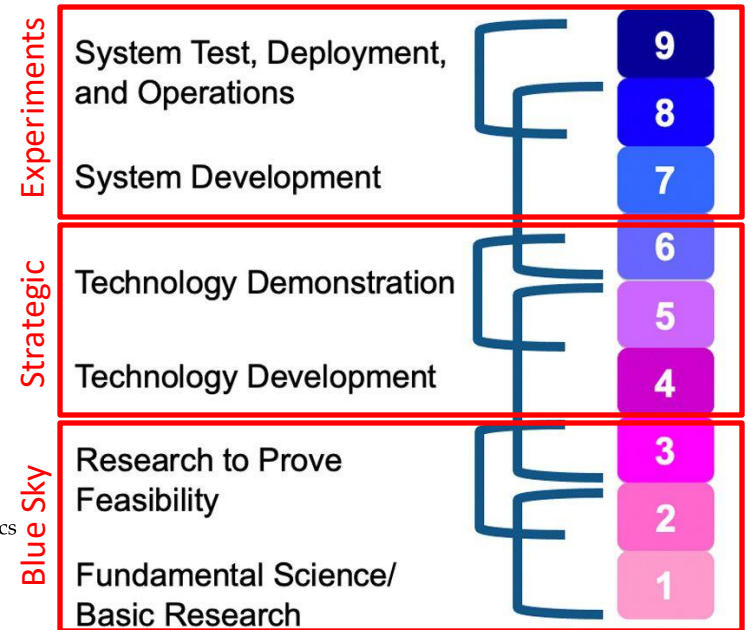 Experiments
System Test, Deployment,
and Operations
System Development
9
8
7
Strategic
Technology Demonstration
Technology Development
6
5
4
Blue Sky
Research to Prove
Feasibility
Fundamental Science/
Basic Research
3
2
1
cs